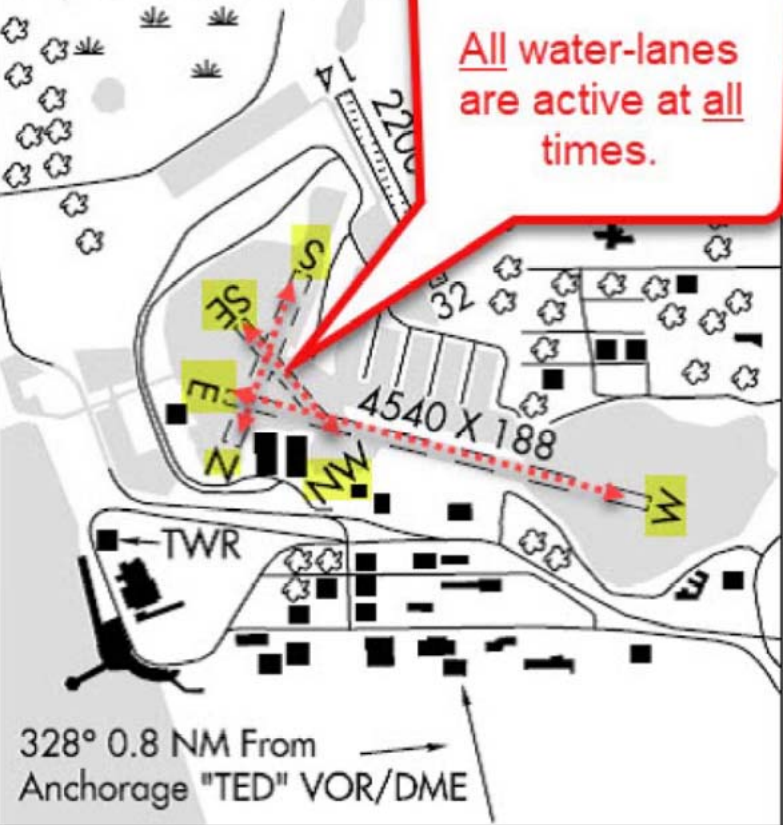 All water-lanes
are active at all
times.
14
2200
S
SE
32
E
4540 X 188
N
NW
W
TWR
328° 0.8 NM From
Anchorage "TED" VOR/DME